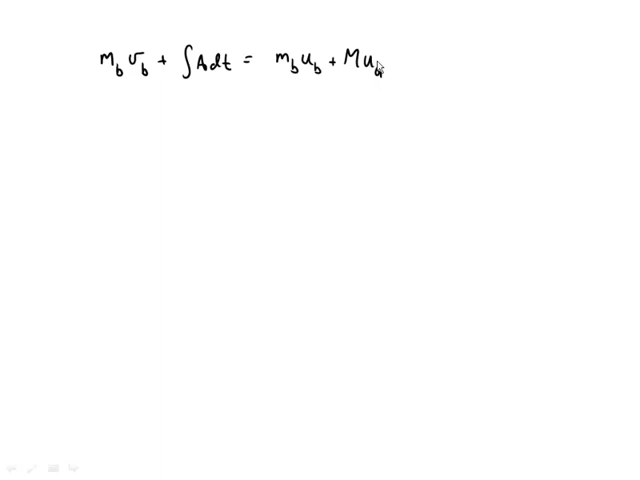 m_b v_b + ∫A dt = m_b u_b + M u